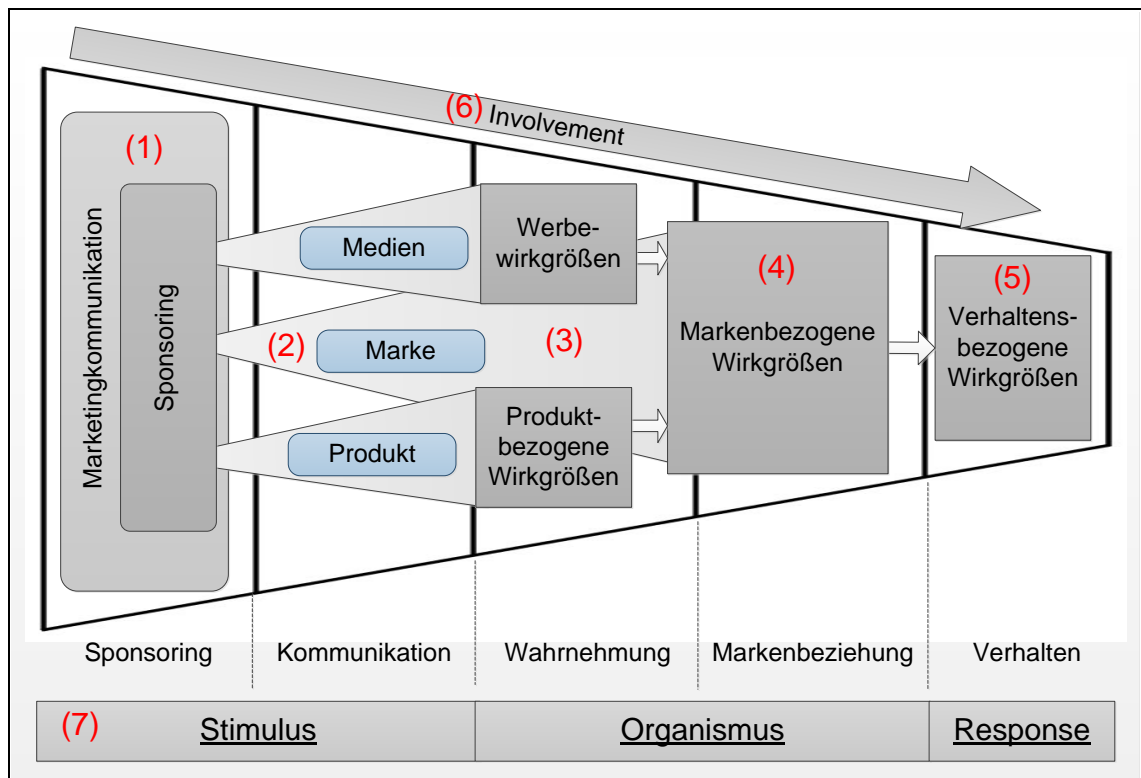 (6) Involvement
(1)
Marketingkommunikation
Sponsoring
Medien
(2)
Marke
Produkt
Werbe-
wirkgrößen
(3)
Produkt-
bezogene
Wirkgrößen
(4)
Markenbezogene
Wirkgrößen
(5)
Verhaltens-
bezogene
Wirkgrößen
Sponsoring Kommunikation Wahrnehmung Markenbeziehung Verhalten
(7) Stimulus Organismus Response